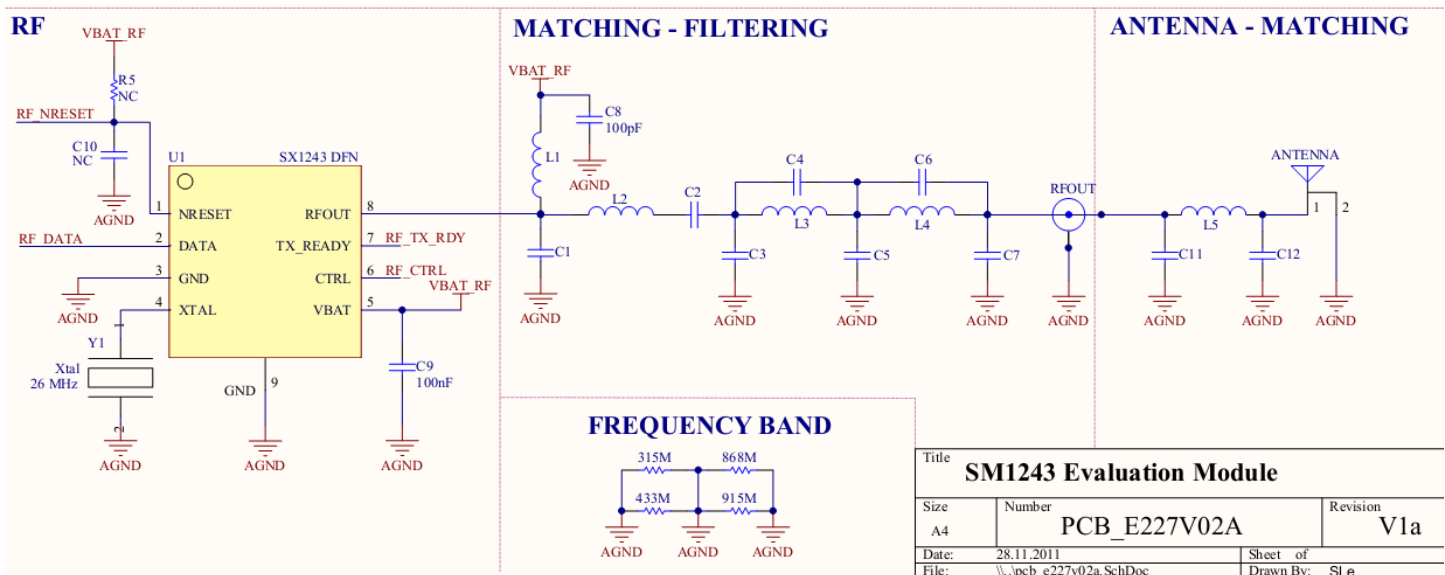 RF
VBAT_RF
R5
NC
RF_NRESET
C10
NC
AGND
U1
SX1243 DFN
1
NRESET
RFOUT
8
RF_DATA
2
DATA
TX_READY
7
RF_TX_RDY
3
GND
CTRL
6
RF_CTRL
AGND
4
XTAL
VBAT
5
VBAT_RF
1
Y1
Xtal
26 MHz
2
AGND
GND
9
AGND
C9
100nF
AGND
MATCHING - FILTERING
VBAT_RF
C8
100pF
AGND
L1
L2
C2
C4
C6
L3
L4
C1
C3
C5
C7
RFOUT
AGND
AGND
AGND
AGND
AGND
ANTENNA - MATCHING
ANTENNA
1
2
L5
C11
C12
AGND
AGND
AGND
FREQUENCY BAND
315M
868M
433M
915M
AGND
AGND
AGND
Title
SM1243 Evaluation Module
Size
A4
Number
PCB_E227V02A
Revision
V1a
Date:
28.11.2011
Sheet of
File:
\\..\pcb_e227v02a.SchDoc
Drawn By:
SLe